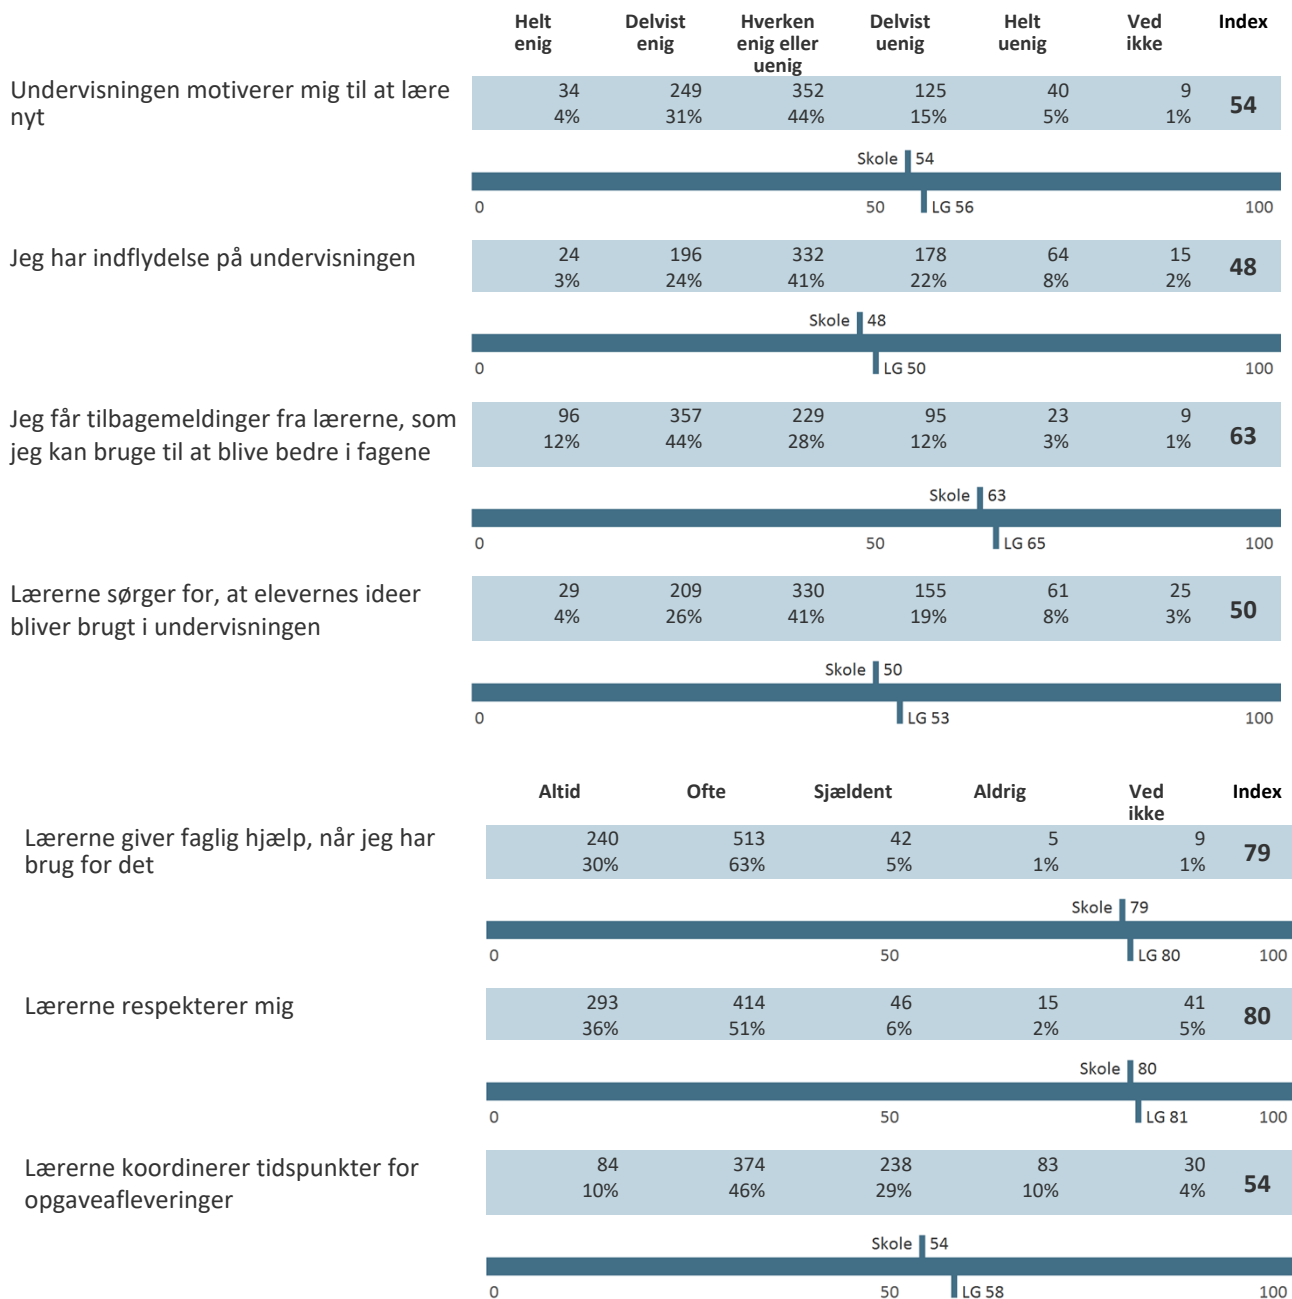 Helt Delvist Hverken Delvist Helt Ved Index
enig enig enig eller uenig uenig ikke
uenig
Undervisningen motiverer mig til at lære 34 249 352 125 40 9 54
nyt 4% 31% 44% 15% 5% 1%
Skole 54
0 50 LG 56 100
Jeg har indflydelse på undervisningen 24 196 332 178 64 15 48
3% 24% 41% 22% 8% 2%
Skole 48
0 LG 50 100
Jeg får tilbagemeldinger fra lærerne, som 96 357 229 95 23 9 63
jeg kan bruge til at blive bedre i fagene 12% 44% 28% 12% 3% 1%
Skole 63
0 50 LG 65 100
Lærerne sørger for, at elevernes ideer 29 209 330 155 61 25 50
bliver brugt i undervisningen 4% 26% 41% 19% 8% 3%
Skole 50
0 LG 53 100
Altid Ofte Sjældent Aldrig Ved Index
ikke
Lærerne giver faglig hjælp, når jeg har 240 513 42 5 9 79
brug for det 30% 63% 5% 1% 1%
Skole 79
0 50 LG 80 100
Lærerne respekterer mig 293 414 46 15 41 80
36% 51% 6% 2% 5%
Skole 80
0 50 LG 81 100
Lærerne koordinerer tidspunkter for 84 374 238 83 30 54
opgaveafleveringer 10% 46% 29% 10% 4%
Skole 54
0 50 LG 58 100